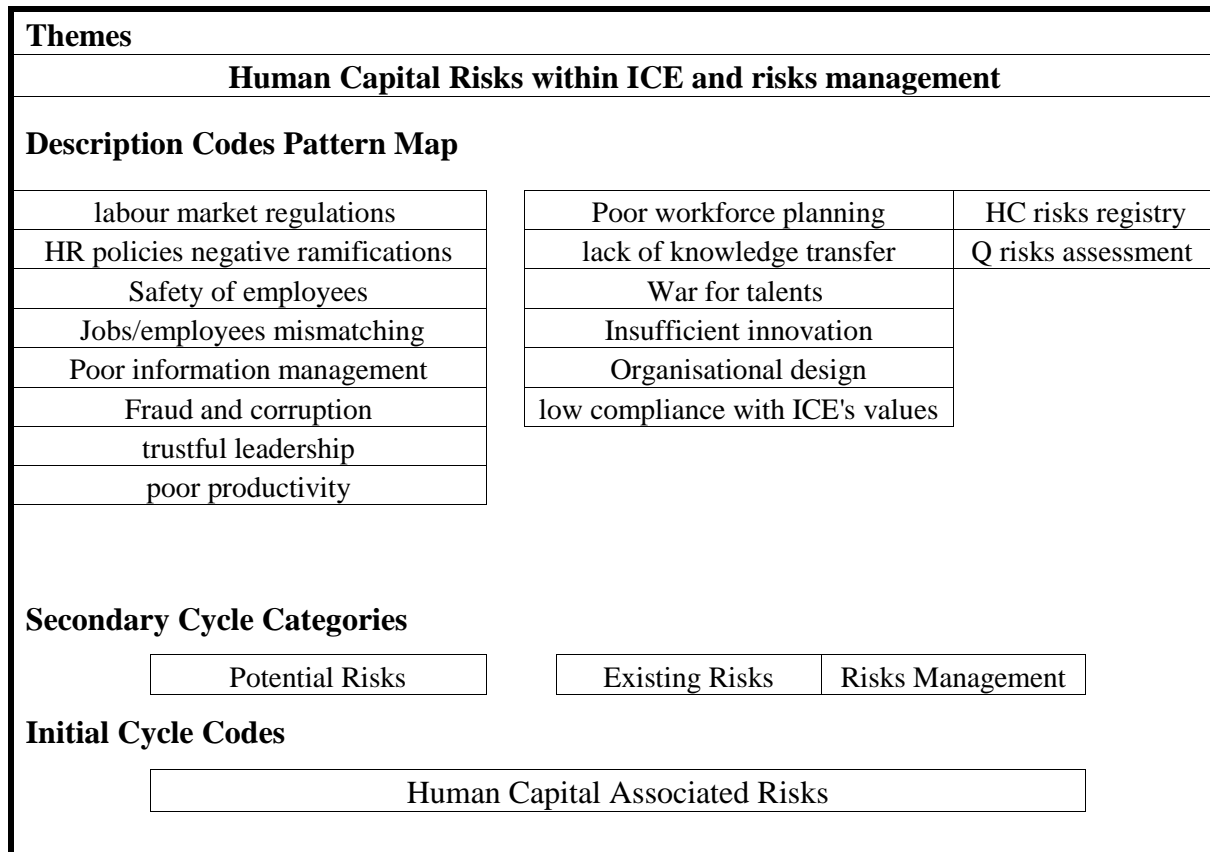 Themes
Human Capital Risks within ICE and risks management
Description Codes Pattern Map
labour market regulations Poor workforce planning HC risks registry
HR policies negative ramifications lack of knowledge transfer Q risks assessment
Safety of employees War for talents
Jobs/employees mismatching Insufficient innovation
Poor information management Organisational design
Fraud and corruption low compliance with ICE's values
trustful leadership
poor productivity
Secondary Cycle Categories
Potential Risks Existing Risks Risks Management
Initial Cycle Codes
Human Capital Associated Risks